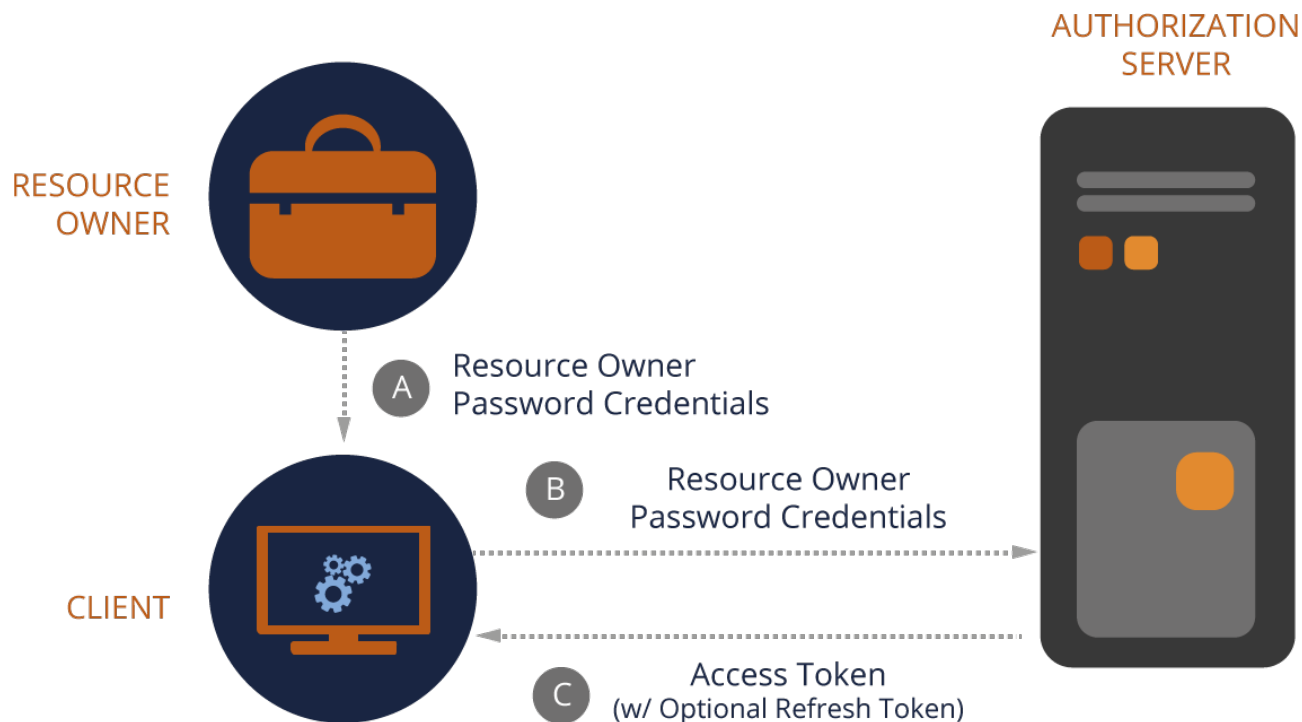 AUTHORIZATION
SERVER
RESOURCE
OWNER
A
Resource Owner
Password Credentials
B
Resource Owner
Password Credentials
CLIENT
C
Access Token
(w/ Optional Refresh Token)